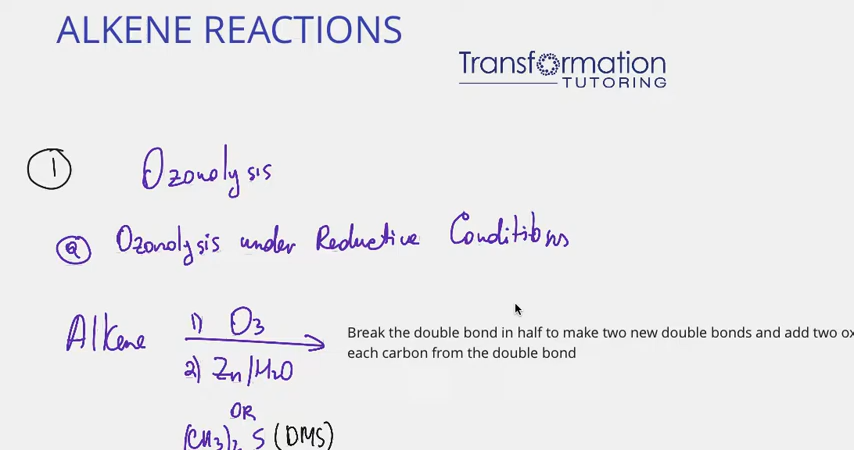 ALKENE REACTIONS
Transformation
TUTORING
1 Ozonolysis
a Ozonolysis under Reductive Conditions
Alkene 1) O3
2) Zn/H2O
Break the double bond in half to make two new double bonds and add two ox
each carbon from the double bond
OR
(CH3)2 S (DMS)